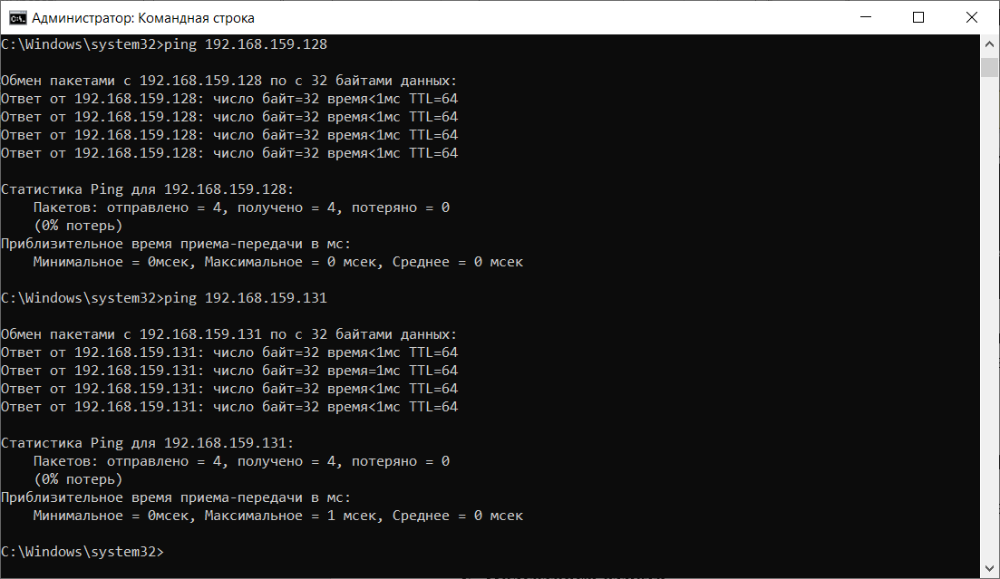 Администратор: Командная строка
C:\Windows\system32>ping 192.168.159.128
Обмен пакетами с 192.168.159.128 по с 32 байтами данных:
Ответ от 192.168.159.128: число байт=32 время<1мс TTL=64
Ответ от 192.168.159.128: число байт=32 время<1мс TTL=64
Ответ от 192.168.159.128: число байт=32 время<1мс TTL=64
Ответ от 192.168.159.128: число байт=32 время<1мс TTL=64
Статистика Ping для 192.168.159.128:
Пакетов: отправлено = 4, получено = 4, потеряно = 0
(0% потерь)
Приблизительное время приема-передачи в мс:
Минимальное = 0мсек, Максимальное = 0 мсек, Среднее = 0 мсек
C:\Windows\system32>ping 192.168.159.131
Обмен пакетами с 192.168.159.131 по с 32 байтами данных:
Ответ от 192.168.159.131: число байт=32 время<1мс TTL=64
Ответ от 192.168.159.131: число байт=32 время=1мс TTL=64
Ответ от 192.168.159.131: число байт=32 время<1мс TTL=64
Ответ от 192.168.159.131: число байт=32 время<1мс TTL=64
Статистика Ping для 192.168.159.131:
Пакетов: отправлено = 4, получено = 4, потеряно = 0
(0% потерь)
Приблизительное время приема-передачи в мс:
Минимальное = 0мсек, Максимальное = 1 мсек, Среднее = 0 мсек
C:\Windows\system32>